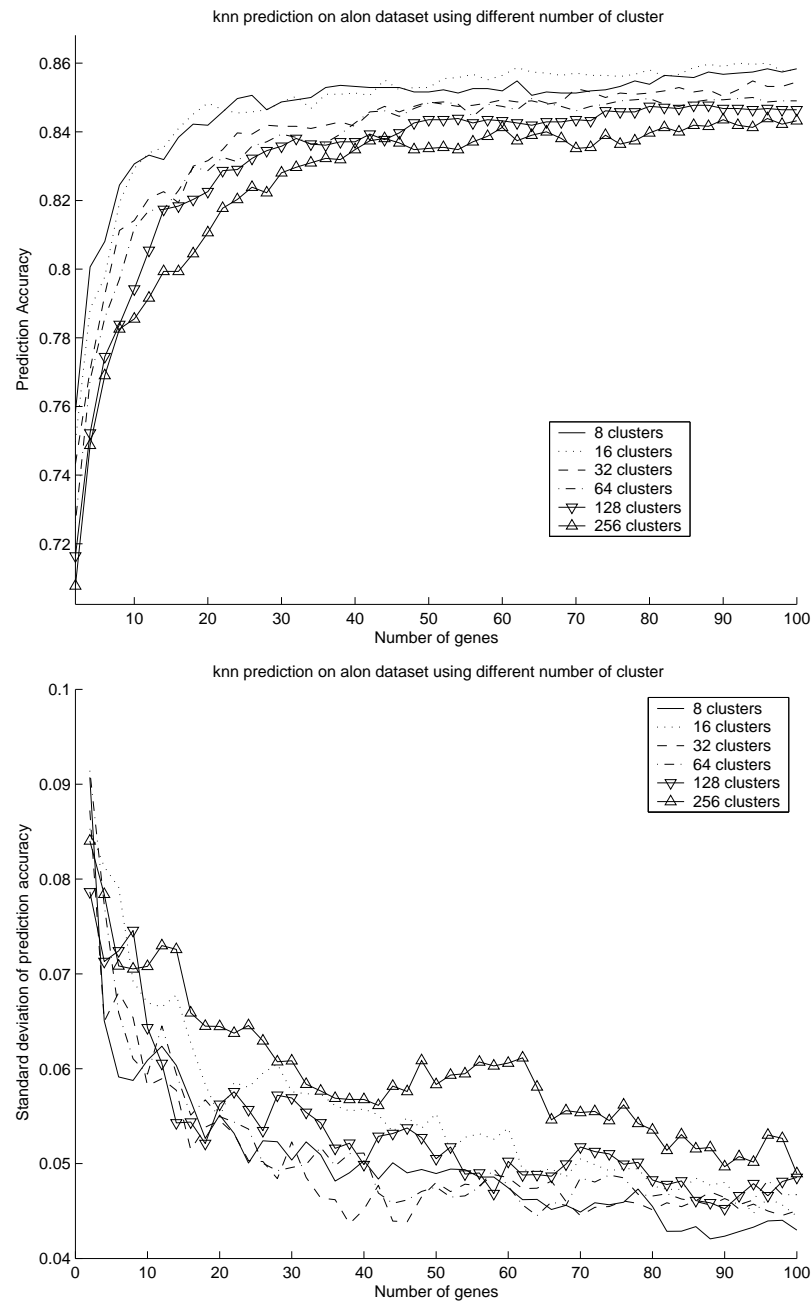 knn prediction on alon dataset using different number of cluster
0.86
0.84
0.82
0.8
0.78
0.76
0.74
0.72
Prediction Accuracy
8 clusters
16 clusters
32 clusters
64 clusters
128 clusters
256 clusters
10 20 30 40 50 60 70 80 90 100
Number of genes
knn prediction on alon dataset using different number of cluster
0.1
0.09
0.08
0.07
0.06
0.05
0.04
Standard deviation of prediction accuracy
8 clusters
16 clusters
32 clusters
64 clusters
128 clusters
256 clusters
0 10 20 30 40 50 60 70 80 90 100
Number of genes